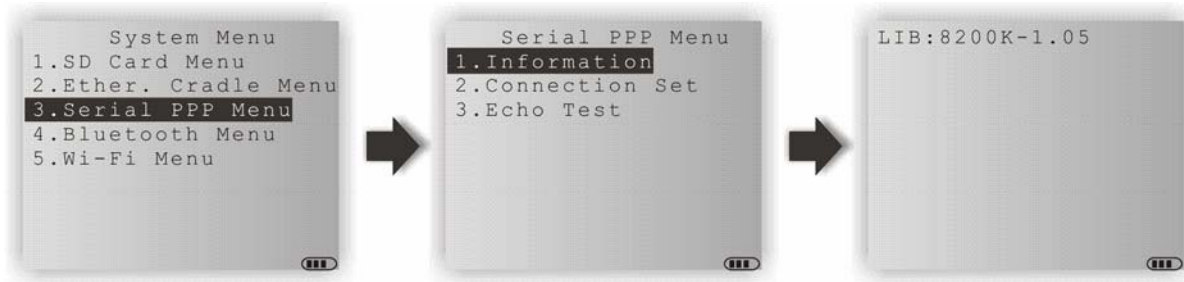 System Menu
1.SD Card Menu
2.Ether. Cradle Menu
3.Serial PPP Menu
4.Bluetooth Menu
5.Wi-Fi Menu
Serial PPP Menu
1.Information
2.Connection Set
3.Echo Test
LIB:8200K-1.05